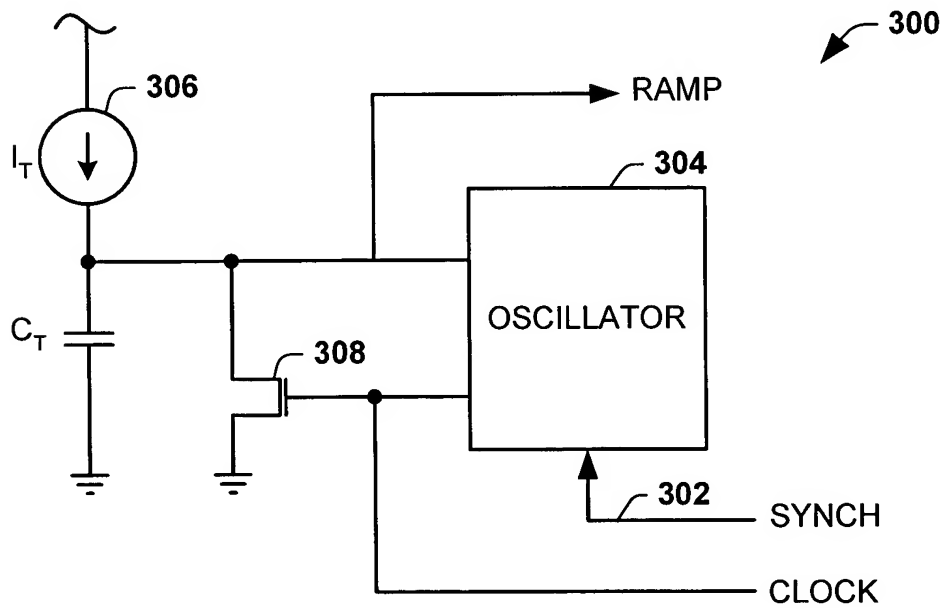 300
306
RAMP
I_T
304
OSCILLATOR
C_T
308
302
SYNCH
CLOCK